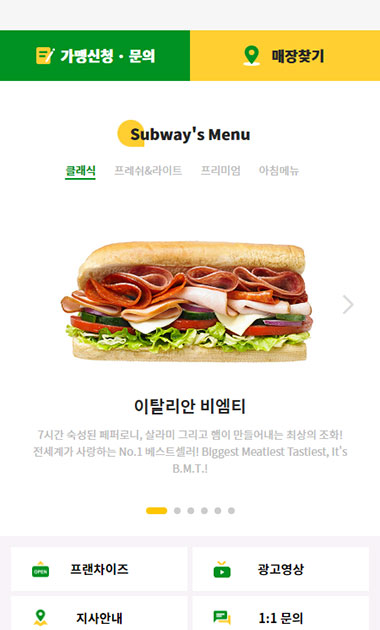 가맹신청 · 문의
매장찾기
Subway's Menu
클래식 프레쉬&라이트 프리미엄 아침메뉴
이탈리안 비엠티
7시간 숙성된 페퍼로니, 살라미 그리고 햄이 만들어내는 최상의 조화!
전세계가 사랑하는 No.1 베스트셀러! Biggest Meatiest Tastiest, It's
B.M.T.!
OPEN 프랜차이즈
광고영상
지사안내
1:1 문의